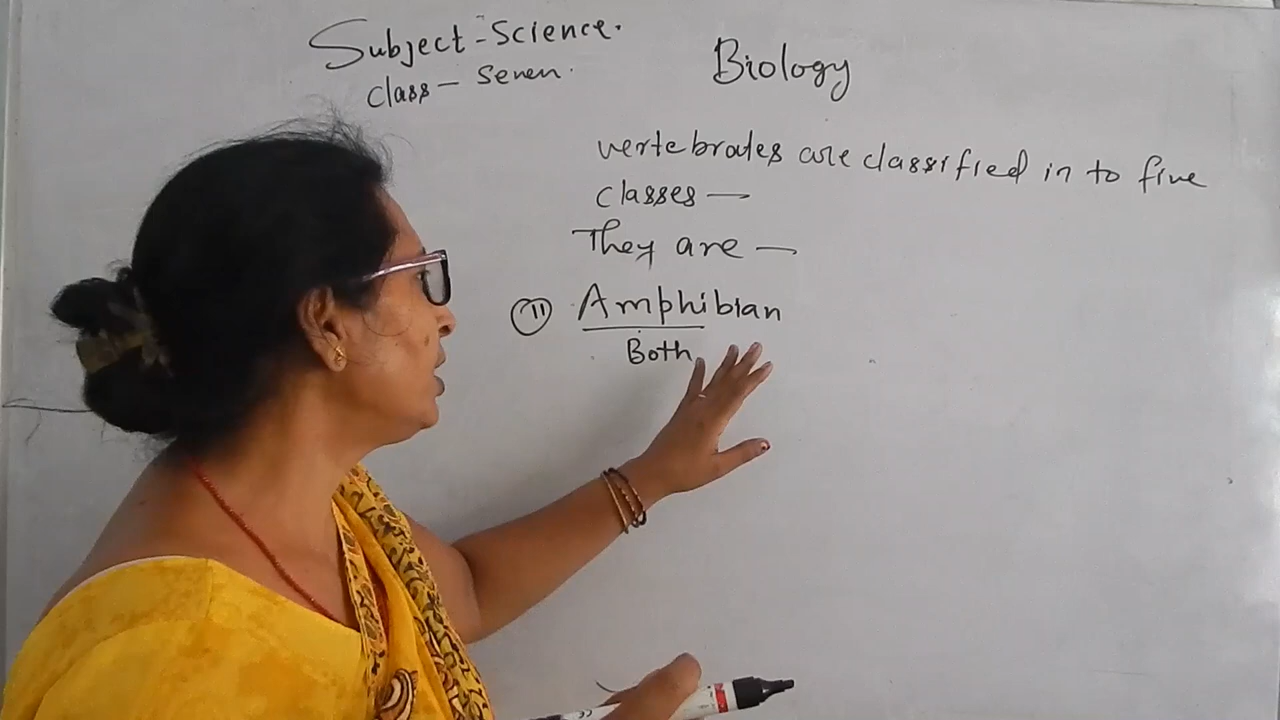 Subject - Science.
class - seven.
Biology
vertebrates are classified in to five
classes —
They are —
(II) Amphibian
Both